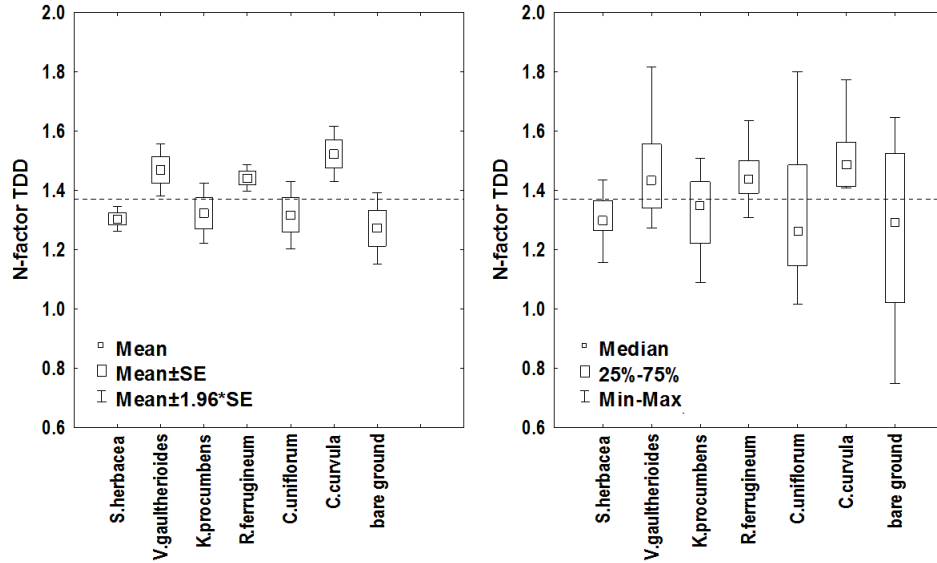 2.0
1.8
1.6
1.4
1.2
1.0
0.8
0.6
N-factor TDD
Mean
Mean±SE
Mean±1.96*SE
S.herbacea
V.gaultherioides
K.procumbens
R.ferrugineum
C.uniflorum
C.curvula
bare ground
2.0
1.8
1.6
1.4
1.2
1.0
0.8
0.6
N-factor TDD
Median
25%-75%
Min-Max
S.herbacea
V.gaultherioides
K.procumbens
R.ferrugineum
C.uniflorum
C.curvula
bare ground